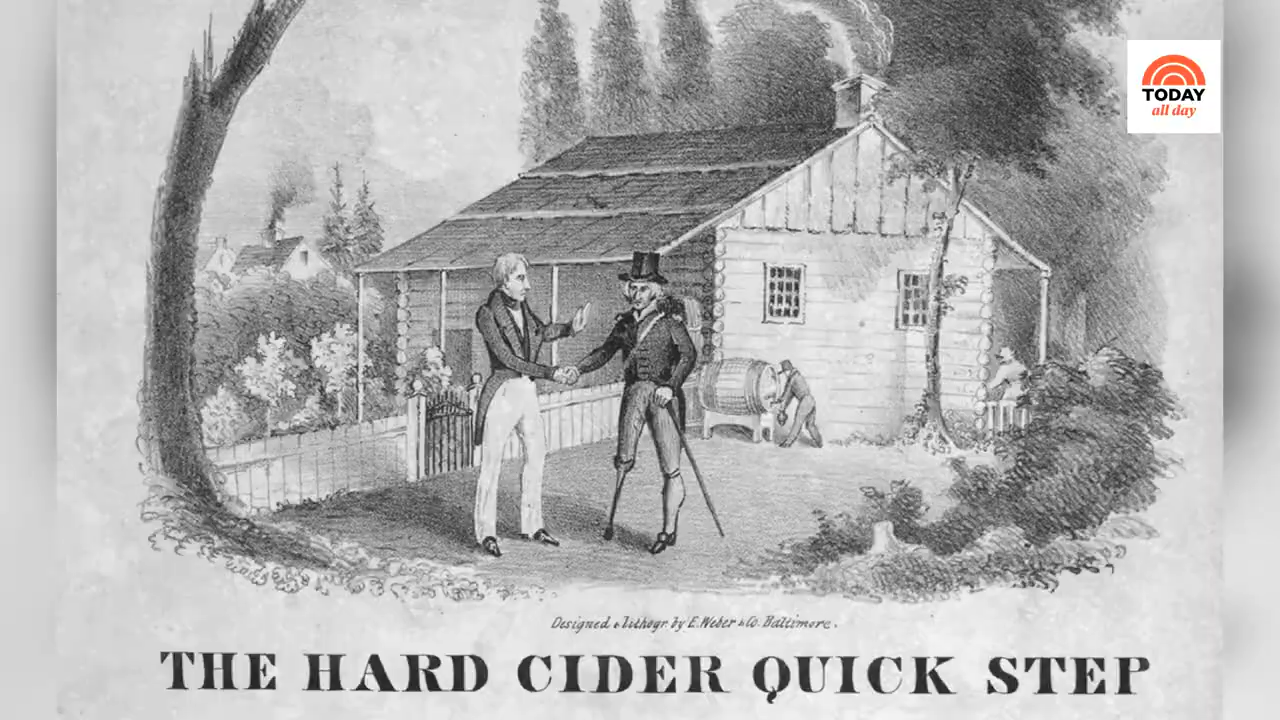 TODAY
all day
Designed & lithogr. by E. Weber & Co. Baltimore.
THE HARD CIDER QUICK STEP